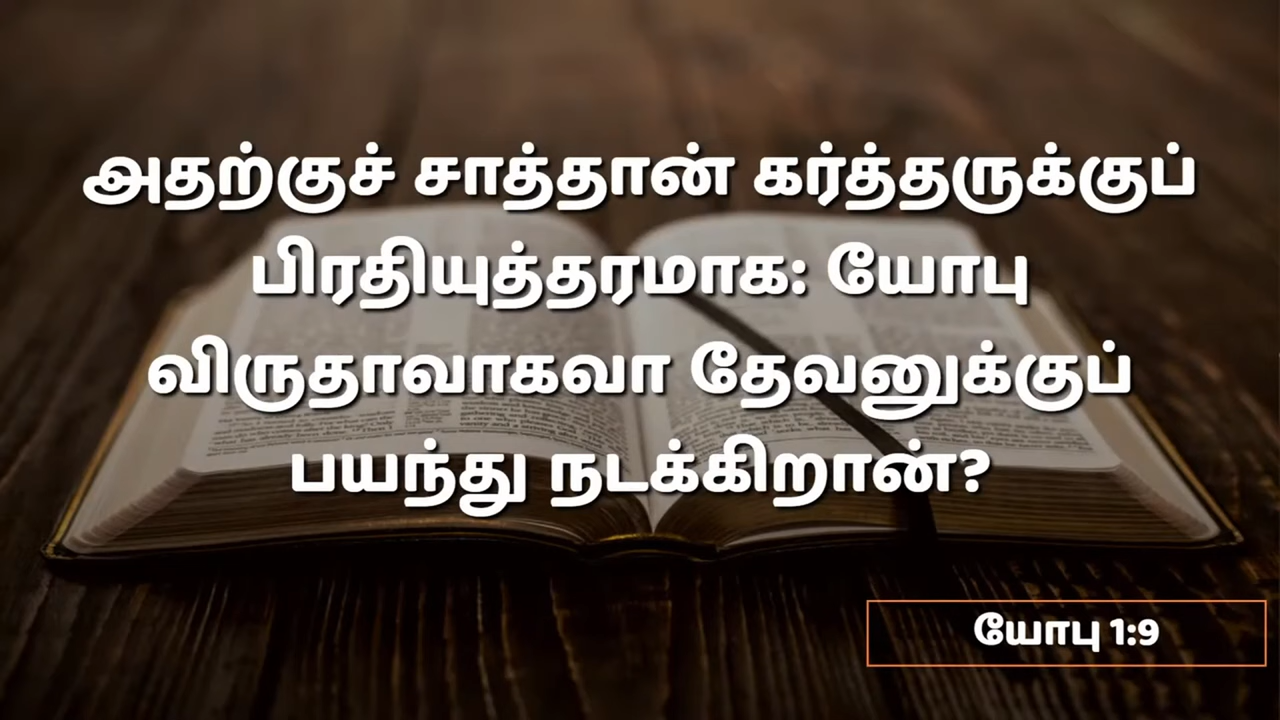 அதற்குச் சாத்தான் கர்த்தருக்குப்
பிரதியுத்தரமாக: யோபு
விருதாவாகவா தேவனுக்குப்
பயந்து நடக்கிறான்?
யோபு 1:9